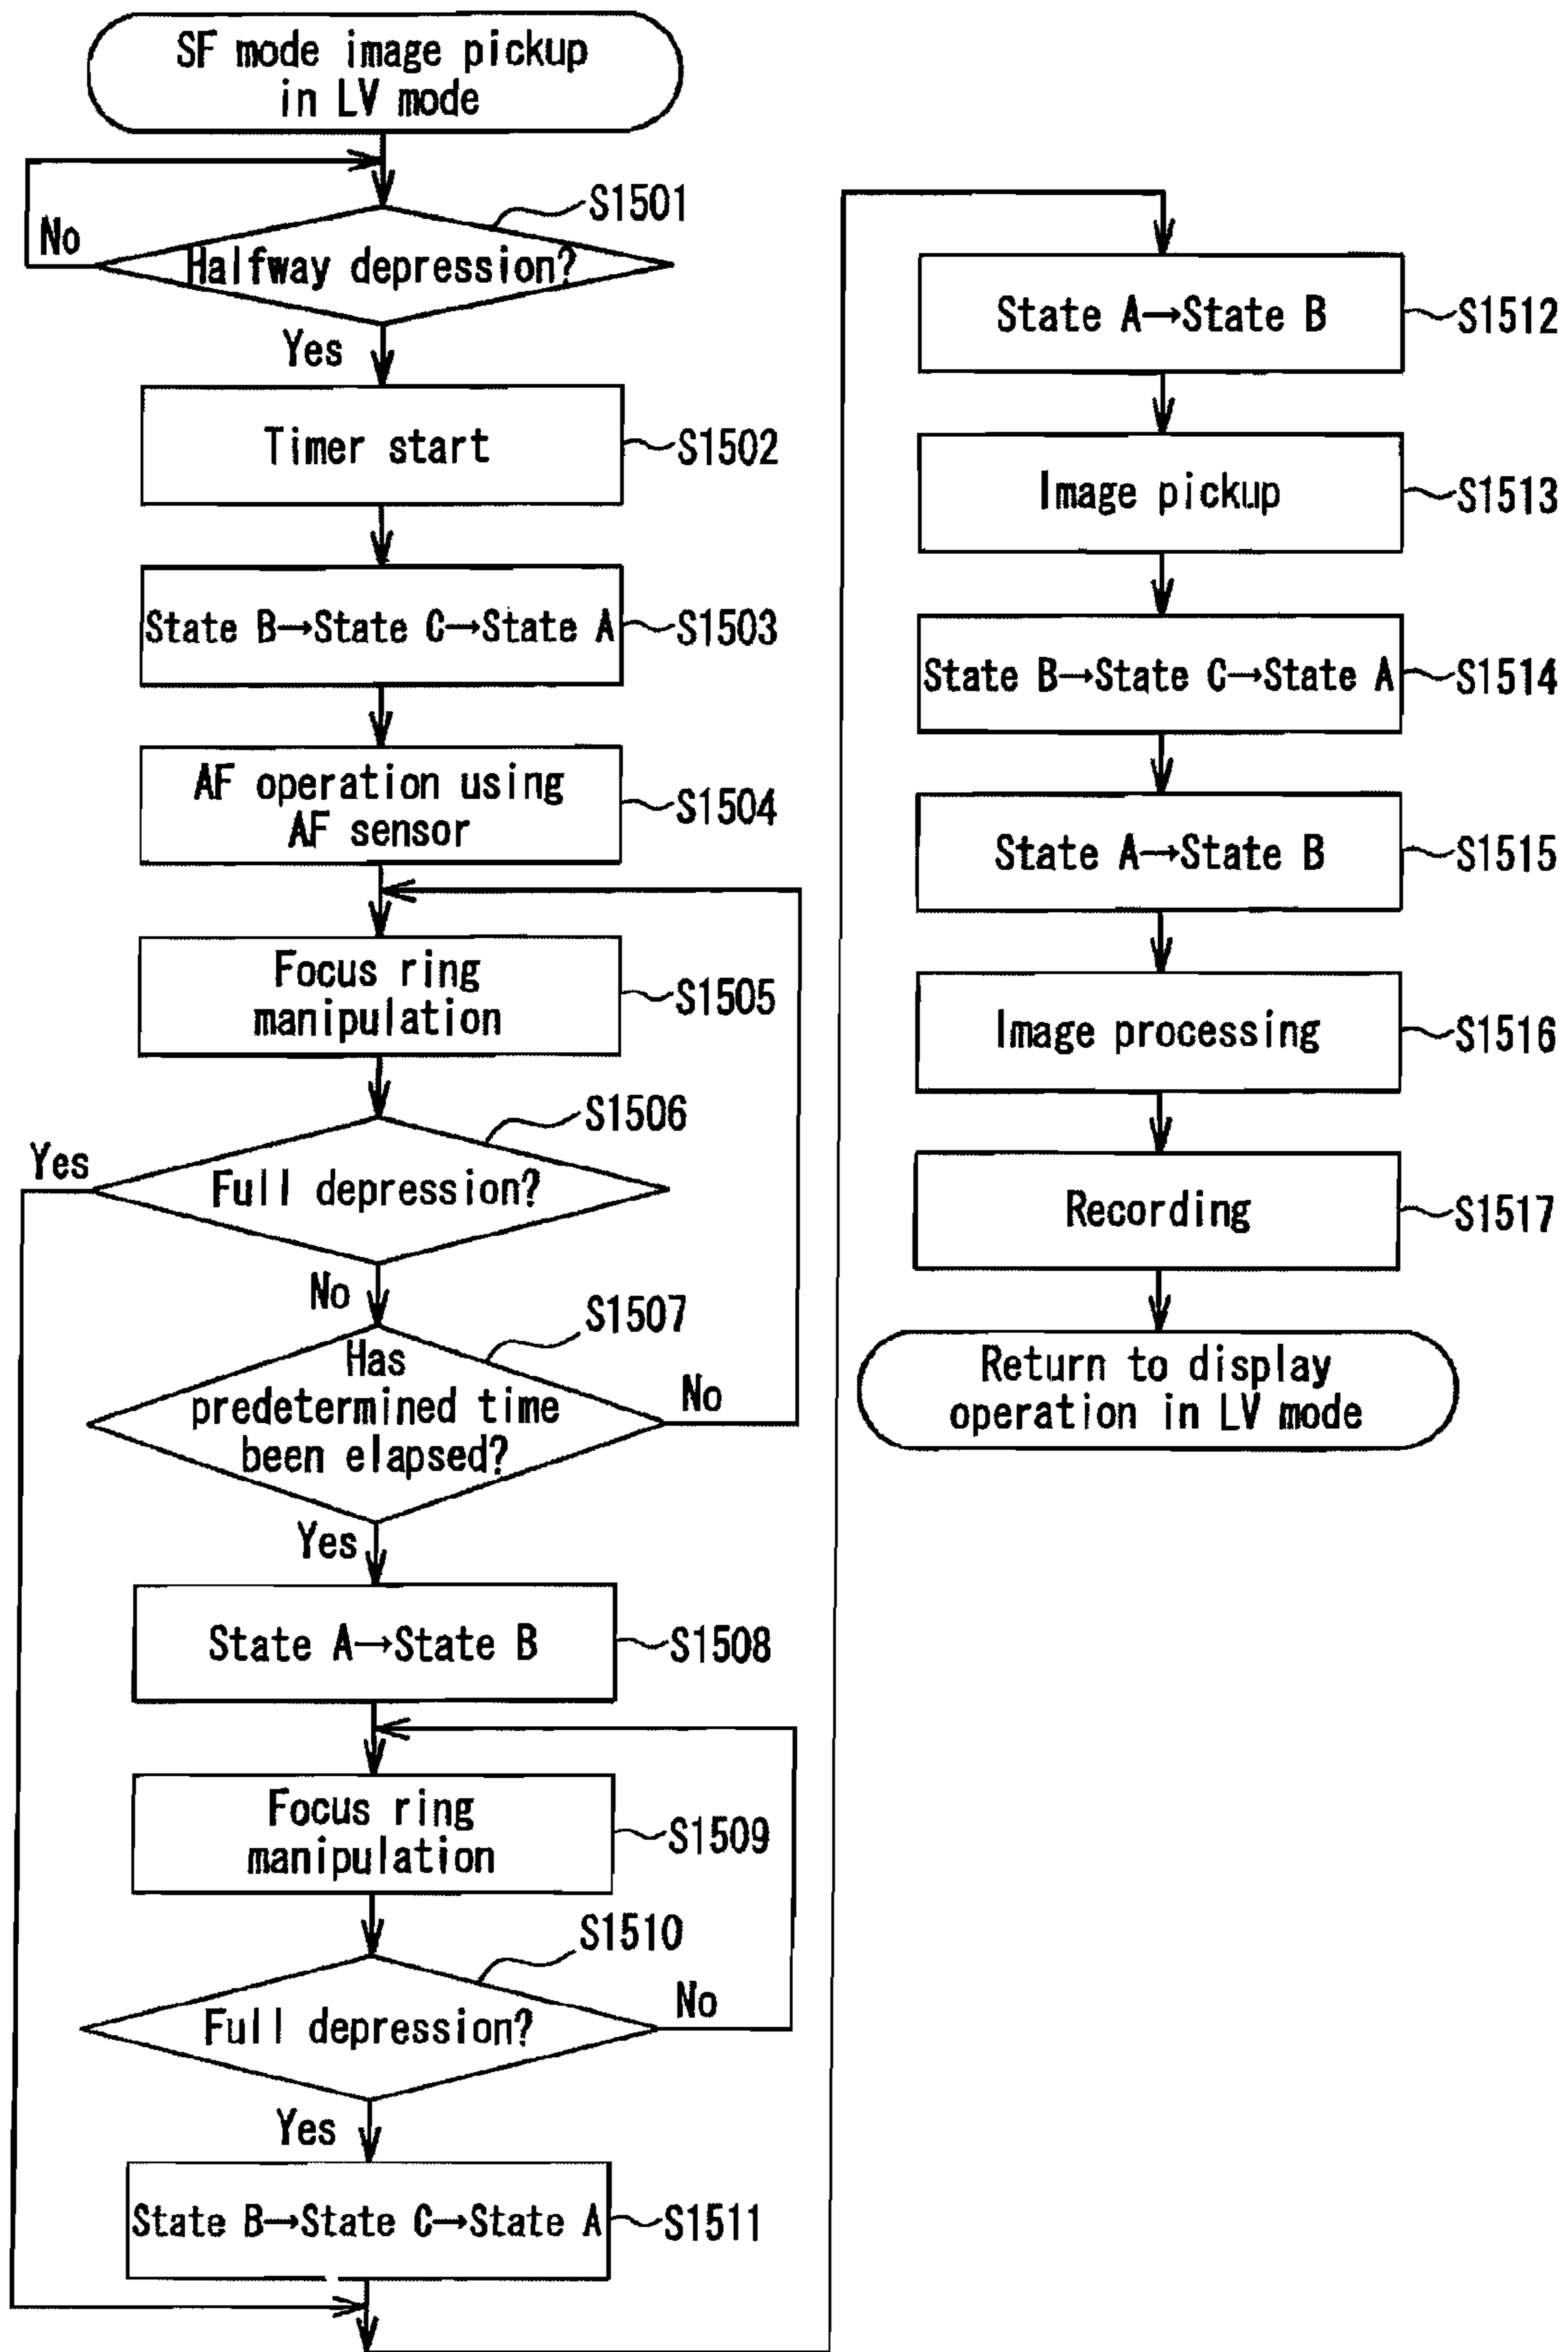 SF mode image pickup
in LV mode
S1501
No
Halfway depression?
Yes
Timer start
S1502
State B→State C→State A
S1503
AF operation using
AF sensor
S1504
Focus ring
manipulation
S1505
S1506
Yes
Full depression?
No
S1507
Has
predetermined time
been elapsed?
No
Yes
State A→State B
S1508
Focus ring
manipulation
S1509
S1510
Full depression?
No
Yes
State B→State C→State A
S1511
State A→State B
S1512
Image pickup
S1513
State B→State C→State A
S1514
State A→State B
S1515
Image processing
S1516
Recording
S1517
Return to display
operation in LV mode